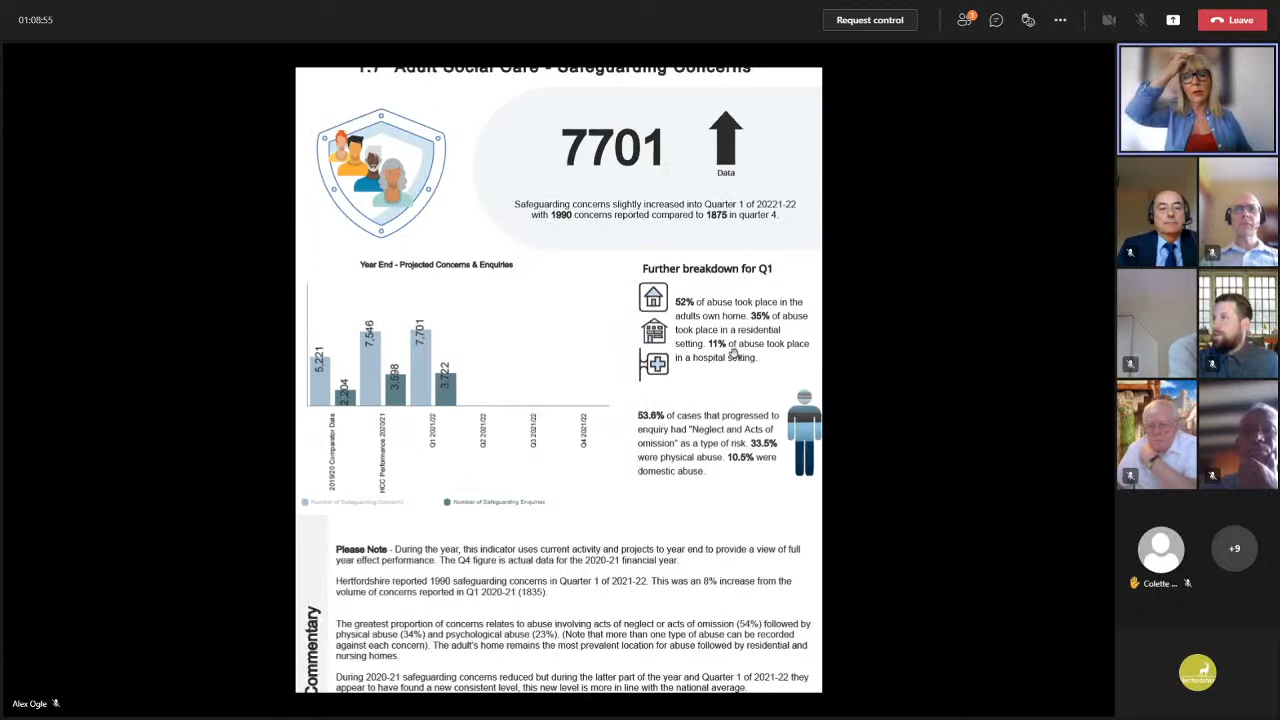 01:08:55
Request control
1
Leave
1.7 Adult Social Care - Safeguarding Concerns
7701
Data
Safeguarding concerns slightly increased into Quarter 1 of 20221-22
with 1990 concerns reported compared to 1875 in quarter 4.
Year End - Projected Concerns & Enquiries
5,221
2,204
7,546
3,598
7,701
3,722
2019/20 Comparator Data
HCC Performance 2020/21
Q1 2021/22
Q2 2021/22
Q3 2021/22
Q4 2021/22
Number of Safeguarding Concerns
Number of Safeguarding Enquiries
Further breakdown for Q1
52% of abuse took place in the
adults own home. 35% of abuse
took place in a residential
setting. 11% of abuse took place
in a hospital setting.
53.6% of cases that progressed to
enquiry had "Neglect and Acts of
omission" as a type of risk. 33.5%
were physical abuse. 10.5% were
domestic abuse.
Commentary
Please Note - During the year, this indicator uses current activity and projects to year end to provide a view of full
year effect performance. The Q4 figure is actual data for the 2020-21 financial year.
Hertfordshire reported 1990 safeguarding concerns in Quarter 1 of 2021-22. This was an 8% increase from the
volume of concerns reported in Q1 2020-21 (1835).
The greatest proportion of concerns relates to abuse involving acts of neglect or acts of omission (54%) followed by
physical abuse (34%) and psychological abuse (23%). (Note that more than one type of abuse can be recorded
against each concern). The adult's home remains the most prevalent location for abuse followed by residential and
nursing homes.
During 2020-21 safeguarding concerns reduced but during the latter part of the year and Quarter 1 of 2021-22 they
appear to have found a new consistent level, this new level is more in line with the national average.
Colette ...
+9
Hertfordshire
Alex Ogle